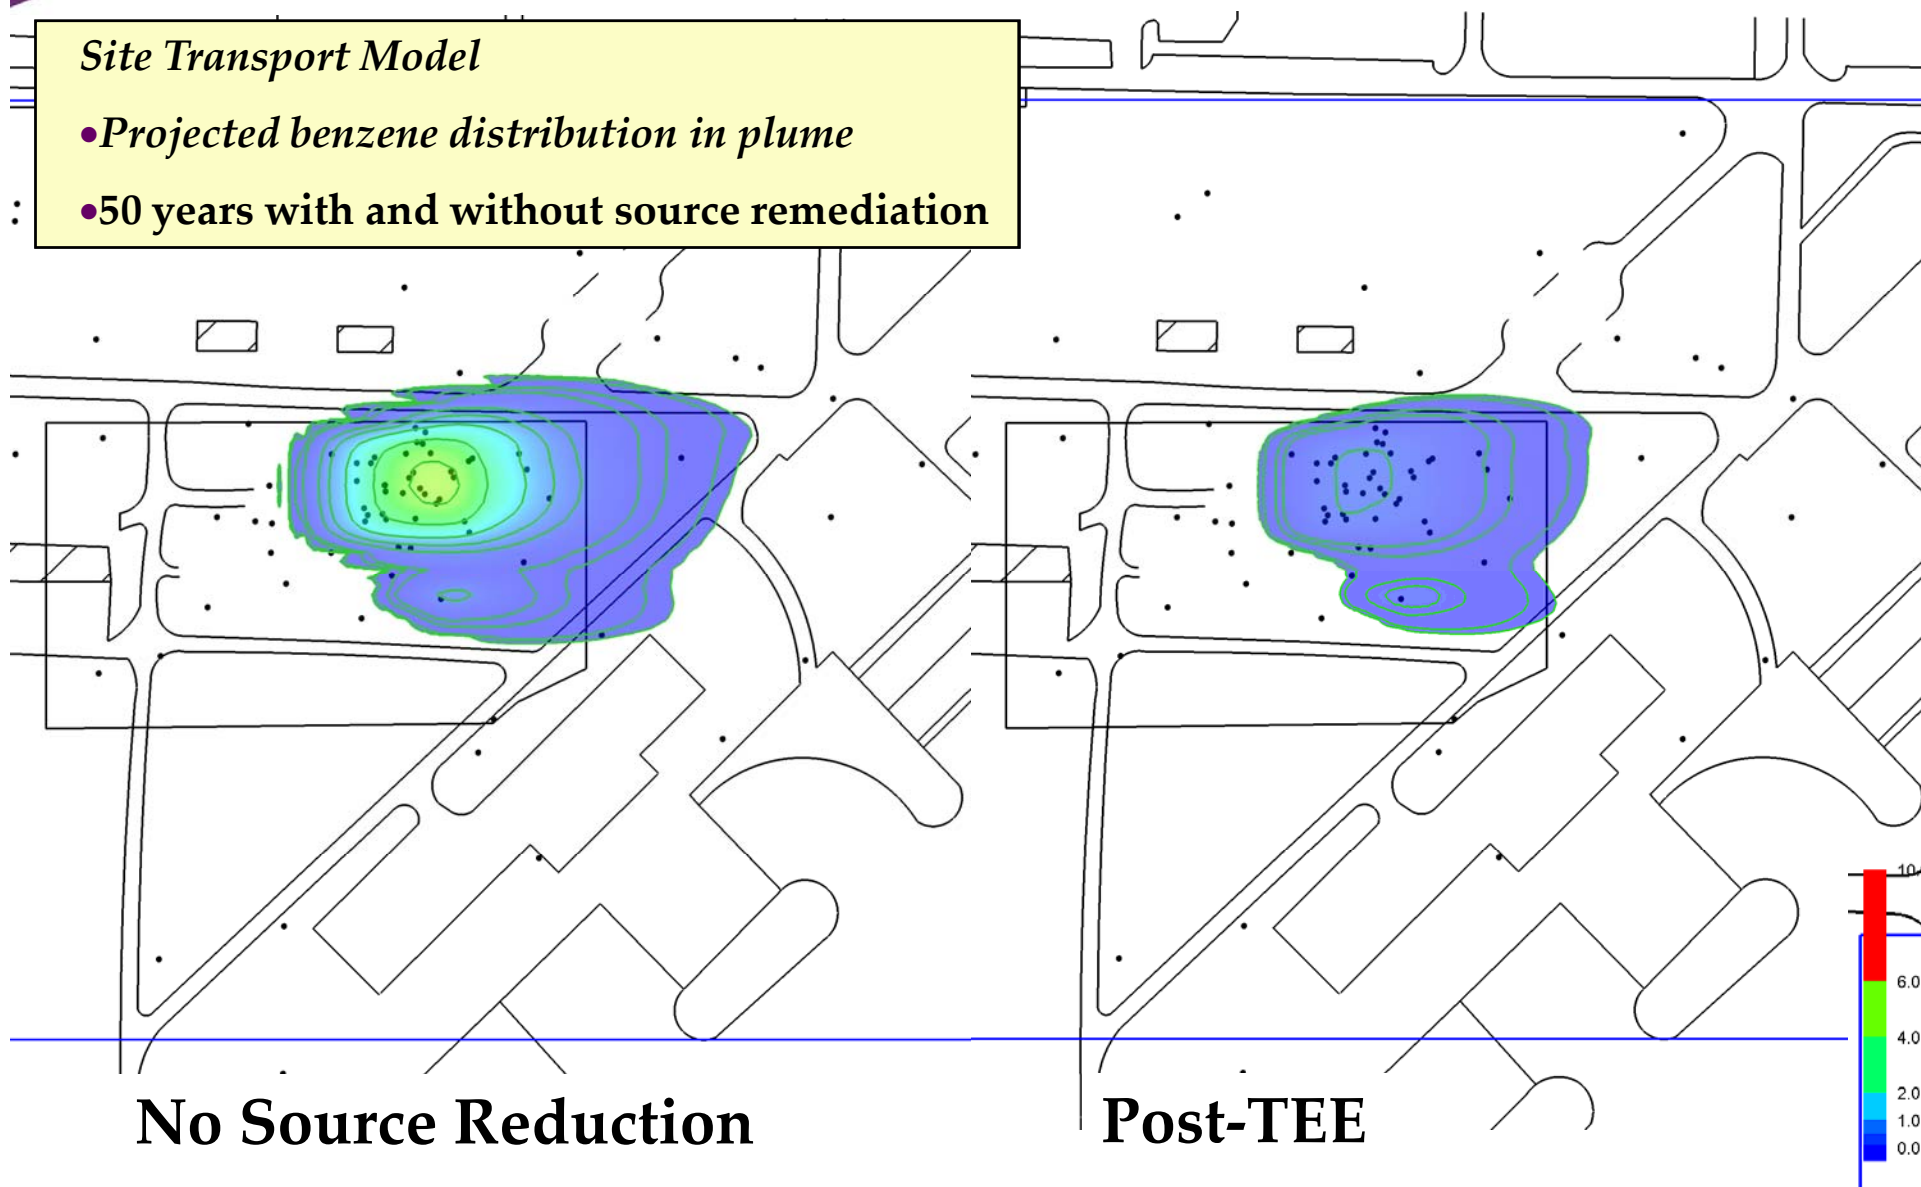 Site Transport Model
•Projected benzene distribution in plume
•50 years with and without source remediation
10.
6.0
4.0
2.0
1.0
0.0
No Source Reduction
Post-TEE